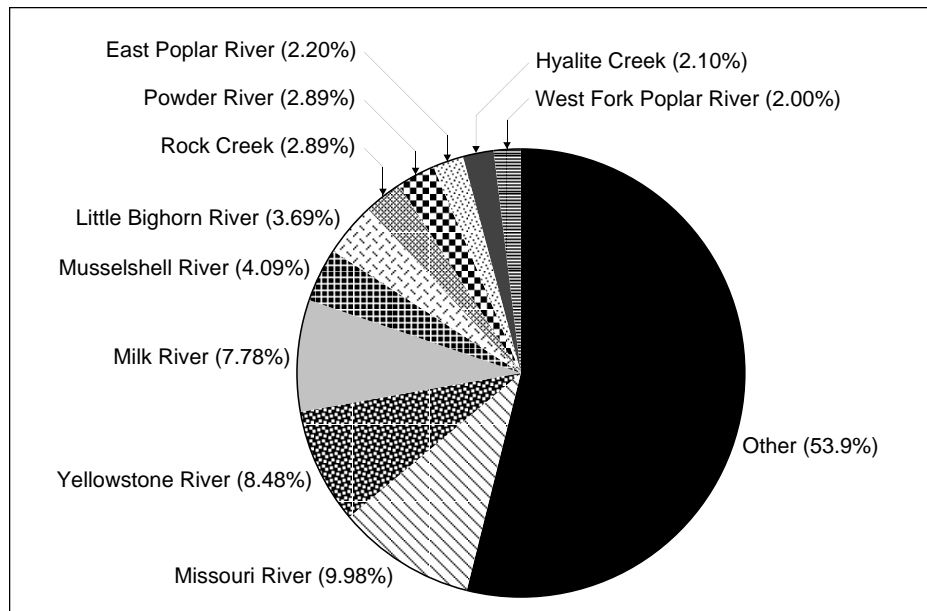 East Poplar River (2.20%)
Hyalite Creek (2.10%)
Powder River (2.89%)
West Fork Poplar River (2.00%)
Rock Creek (2.89%)
Little Bighorn River (3.69%)
Musselshell River (4.09%)
Milk River (7.78%)
Other (53.9%)
Yellowstone River (8.48%)
Missouri River (9.98%)